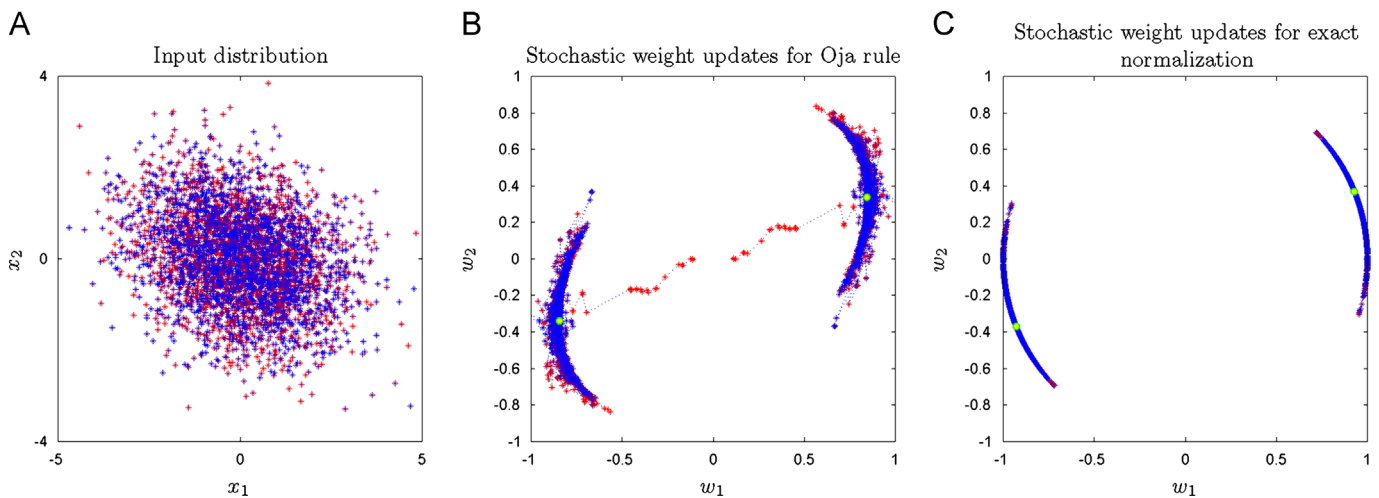 A
Input distribution
4
0
-4
-5
0
5
x2
x1
B
Stochastic weight updates for Oja rule
1
0.8
0.6
0.4
0.2
0
-0.2
-0.4
-0.6
-0.8
-1
-1
-0.5
0
0.5
1
w2
w1
C
Stochastic weight updates for exact
normalization
1
0.8
0.6
0.4
0.2
0
-0.2
-0.4
-0.6
-0.8
-1
-1
-0.5
0
0.5
1
w2
w1